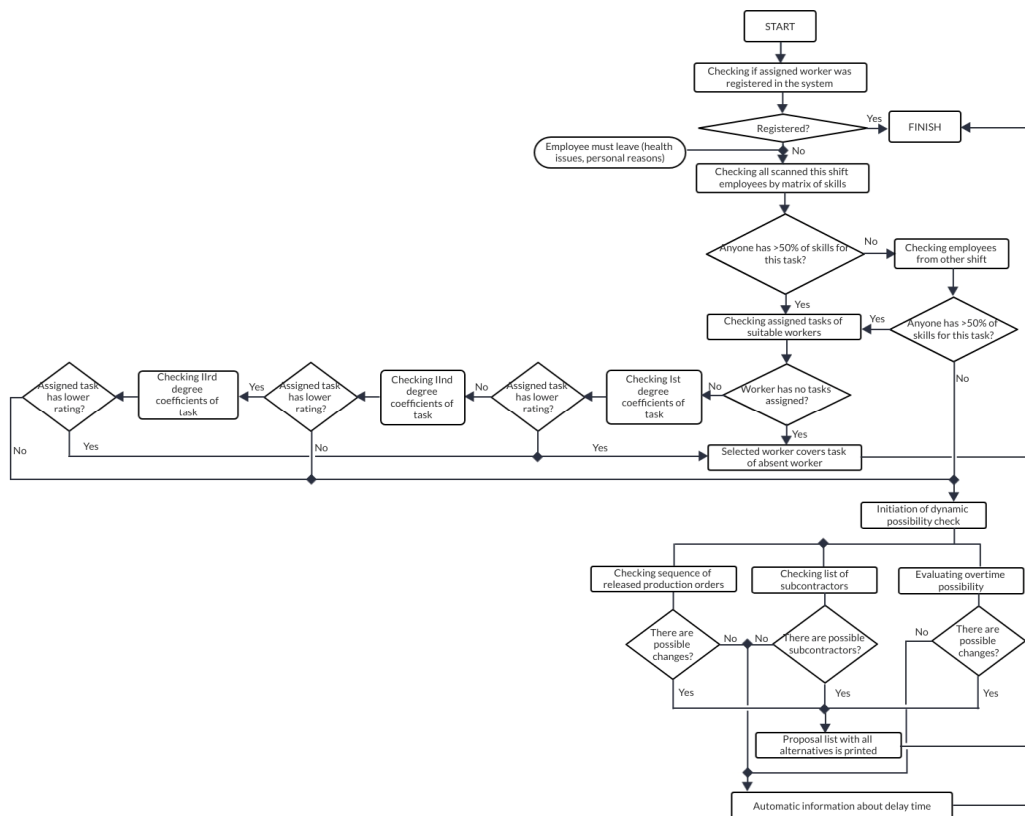 START
Checking if assigned worker was
registered in the system
Registered?
Yes
FINISH
No
Employee must leave (health
issues, personal reasons)
Checking all scanned this shift
employees by matrix of skills
Anyone has >50% of skills for
this task?
No
Checking employees
from other shift
Yes
Checking assigned tasks of
suitable workers
Yes
Anyone has >50% of
skills for this task?
No
Worker has no tasks
assigned?
No
Checking Ist
degree
coefficients of
task
Assigned task
has lower
rating?
No
Checking IInd
degree
coefficients of
task
Assigned task
has lower
rating?
Yes
Checking IIrd
degree
coefficients of
task
Assigned task
has lower
rating?
Yes
No
Yes
No
Yes
Selected worker covers task
of absent worker
Initiation of dynamic
possibility check
Checking sequence of
released production orders
Checking list of
subcontractors
Evaluating overtime
possibility
There are
possible
changes?
No
No
There are possible
subcontractors?
No
There are
possible
changes?
Yes
Yes
Yes
Proposal list with all
alternatives is printed
Automatic information about delay time